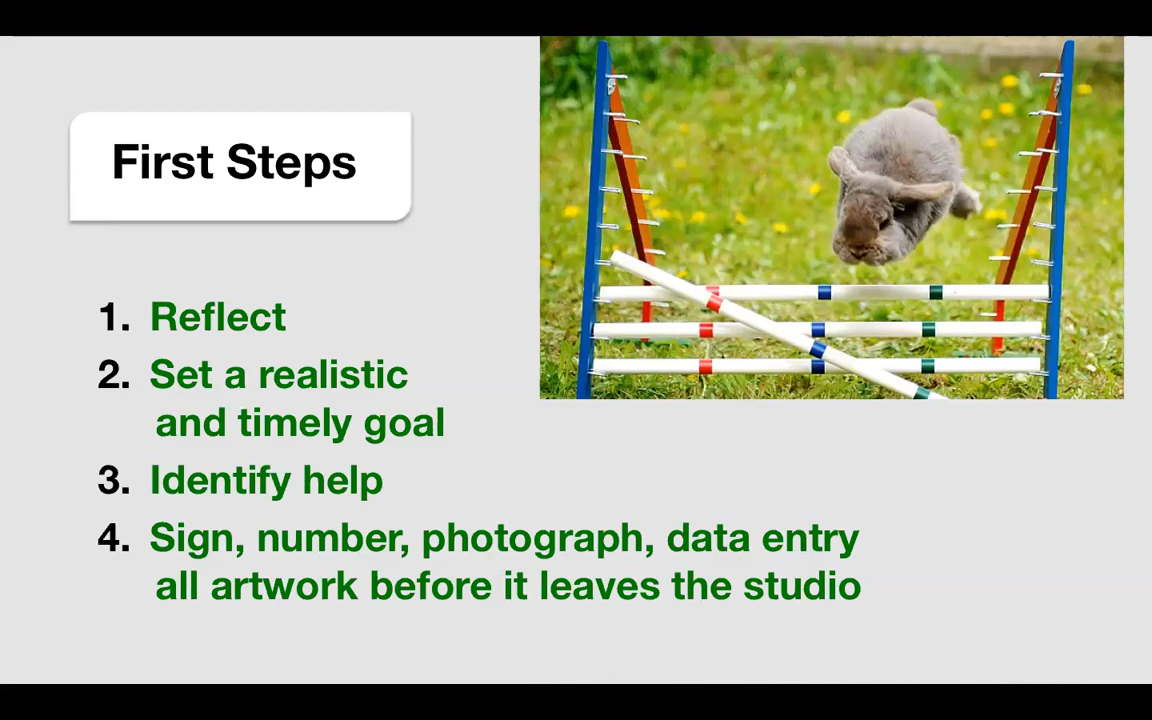 First Steps
1. Reflect
2. Set a realistic
and timely goal
3. Identify help
4. Sign, number, photograph, data entry
all artwork before it leaves the studio